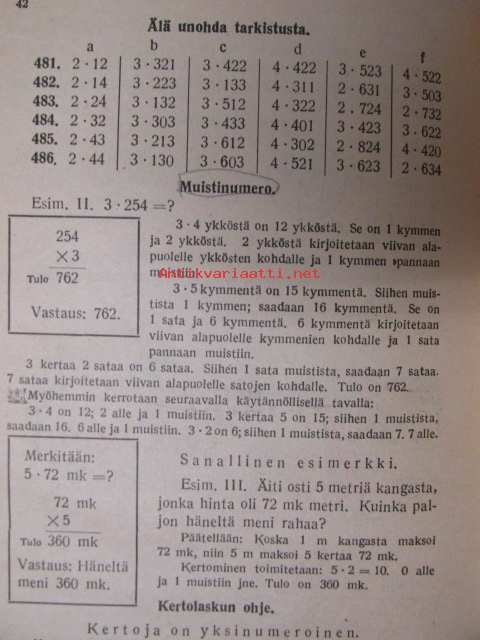 42
Älä unohda tarkistusta.
a b c d e f
481. 2 · 12 3 · 321 3 · 422 4 · 422 3 · 523 4 · 522
482. 2 · 14 3 · 223 3 · 133 4 · 311 2 · 631 3 · 503
483. 2 · 24 3 · 132 3 · 512 4 · 322 2 . 724 2 · 732
484. 2 · 32 3 · 303 3 · 433 4 · 401 3 · 423 3 · 622
485. 2 · 43 3 · 213 3 · 612 4 · 302 2 · 824 4 · 420
486. 2 · 44 3 · 130 3 · 603 4 · 521 3 · 623 2 · 634
Muistinumero.
Esim. II. 3 · 254 = ?
254
×3
Tulo 762
Vastaus: 762.
3 · 4 ykköstä on 12 ykköstä. Se on 1 kymmen
ja 2 ykköstä. 2 ykköstä kirjoitetaan viivan ala-
puolelle ykkösten kohdalle ja 1 kymmen pannaan
muistiin.
Antikvariaatti.net
3 · 5 kymmentä on 15 kymmentä. Siihen muis-
tista 1 kymmen; saadaan 16 kymmentä. Se on
1 sata ja 6 kymmentä. 6 kymmentä kirjoitetaan
viivan alapuolelle kymmenien kohdalle ja 1 sata
pannaan muistiin.
3 kertaa 2 sataa on 6 sataa. Siihen 1 sata muistista, saadaan 7 sataa.
7 sataa kirjoitetaan viivan alapuolelle satojen kohdalle. Tulo on 762.
Myöhemmin kerrotaan seuraavalla käytännöllisellä tavalla:
3 · 4 on 12; 2 alle ja 1 muistiin. 3 kertaa 5 on 15; siihen 1 muistista,
saadaan 16. 6 alle ja 1 muistiin. 3 · 2 on 6; siihen 1 muistista, saadaan 7. 7 alle.
Merkitään:
5 · 72 mk = ?
72 mk
×5
Tulo 360 mk
Vastaus: Häneltä
meni 360 mk.
Sanallinen esimerkki.
Esim. III. Äiti osti 5 metriä kangasta,
jonka hinta oli 72 mk metri. Kuinka pal-
jon häneltä meni rahaa?
Päätellään: Koska 1 m kangasta maksoi
72 mk, niin 5 m maksoi 5 kertaa 72 mk.
Kertominen toimitetaan: 5 · 2 = 10. 0 alle
ja 1 muistiin jne. Tulo on 360 mk.
Kertolaskun ohje.
Kertoja on yksinumeroinen.